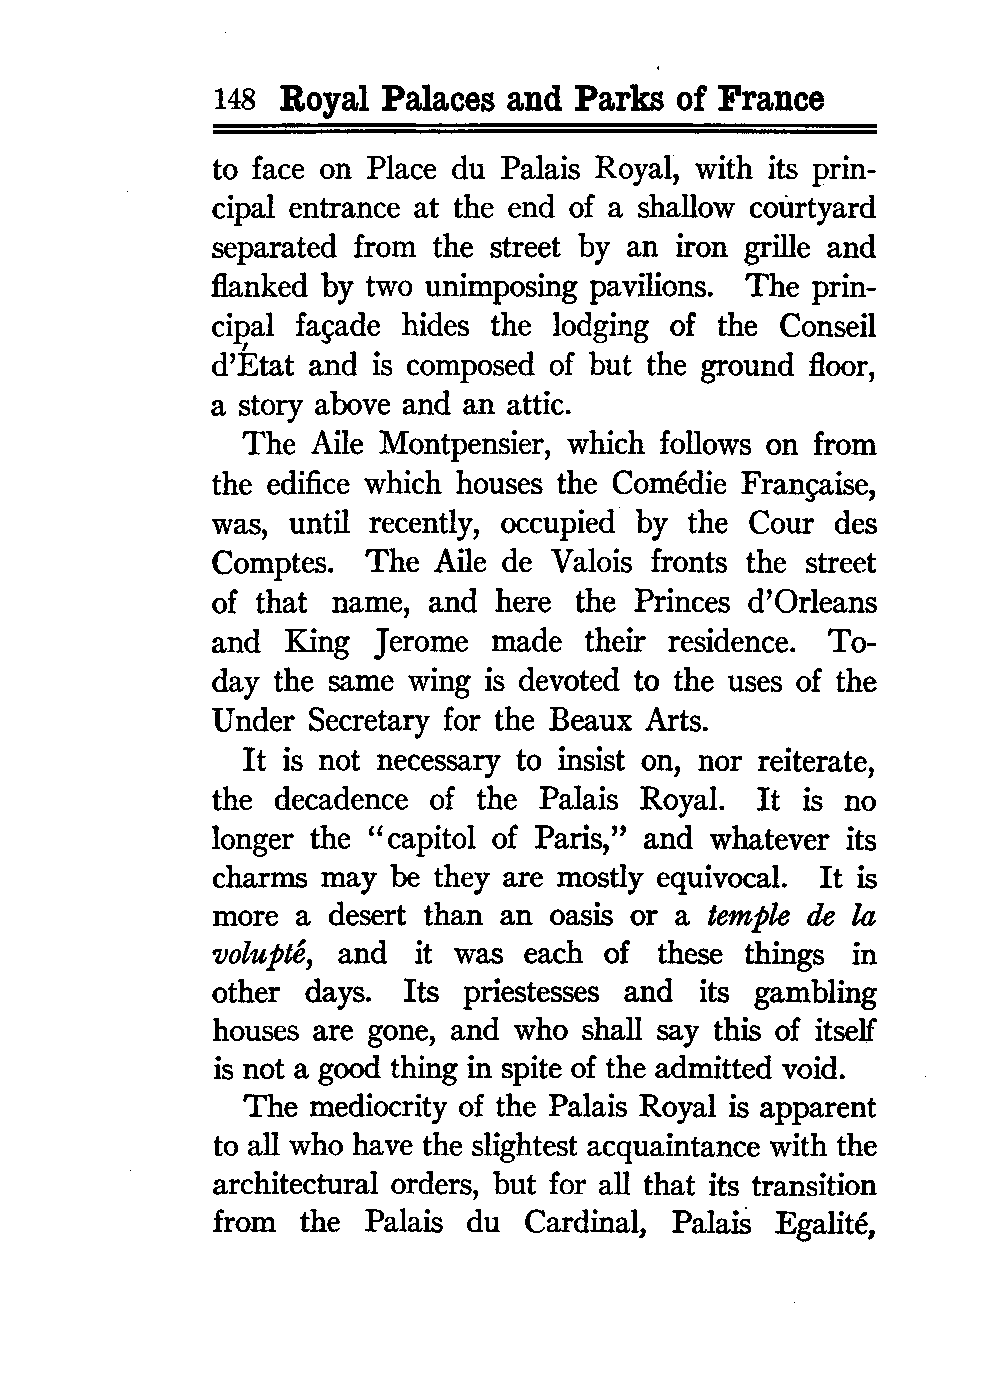 148 Royal Palaces and Parks of France
to face on Place du Palais Royal, with its prin-
cipal entrance at the end of a shallow courtyard
separated from the street by an iron grille and
flanked by two unimposing pavilions. The prin-
cipal façade hides the lodging of the Conseil
d'État and is composed of but the ground floor,
a story above and an attic.
The Aile Montpensier, which follows on from
the edifice which houses the Comédie Française,
was, until recently, occupied by the Cour des
Comptes. The Aile de Valois fronts the street
of that name, and here the Princes d'Orleans
and King Jerome made their residence. To-
day the same wing is devoted to the uses of the
Under Secretary for the Beaux Arts.
It is not necessary to insist on, nor reiterate,
the decadence of the Palais Royal. It is no
longer the "capitol of Paris," and whatever its
charms may be they are mostly equivocal. It is
more a desert than an oasis or a temple de la
volupté, and it was each of these things in
other days. Its priestesses and its gambling
houses are gone, and who shall say this of itself
is not a good thing in spite of the admitted void.
The mediocrity of the Palais Royal is apparent
to all who have the slightest acquaintance with the
architectural orders, but for all that its transition
from the Palais du Cardinal, Palais Egalité,